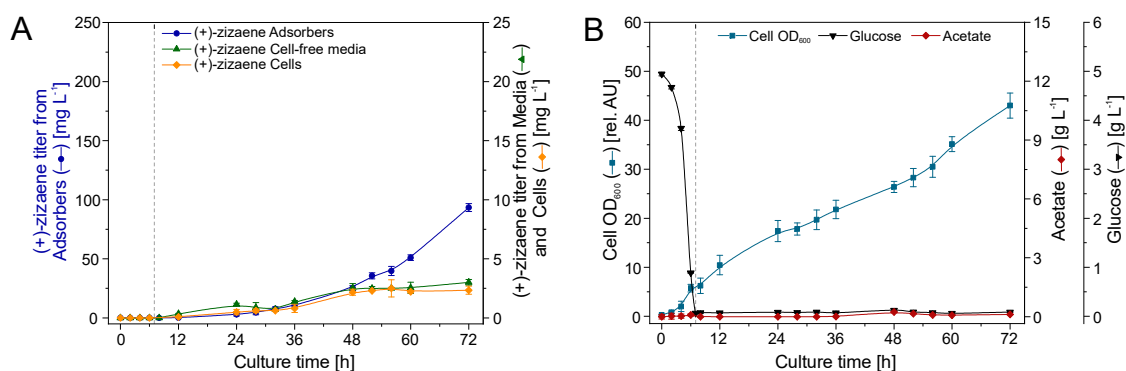 A
(+)-zizaene titer from
Adsorbers (—●—) [mg L⁻¹]
250
200
150
100
50
0
(+)-zizaene Adsorbers
(+)-zizaene Cell-free media
(+)-zizaene Cells
25
20
15
10
5
0
(+)-zizaene titer from Media (—▲—)
and Cells (—◆—) [mg L⁻¹]
0 12 24 36 48 60 72
Culture time [h]
B
Cell OD₆₀₀ (—■—) [rel. AU]
60
50
40
30
20
10
0
Cell OD₆₀₀ Glucose Acetate
15
12
9
6
3
0
Acetate (—◆—) [g L⁻¹]
6
5
4
3
2
1
0
Glucose (—▼—) [g L⁻¹]
0 12 24 36 48 60 72
Culture time [h]